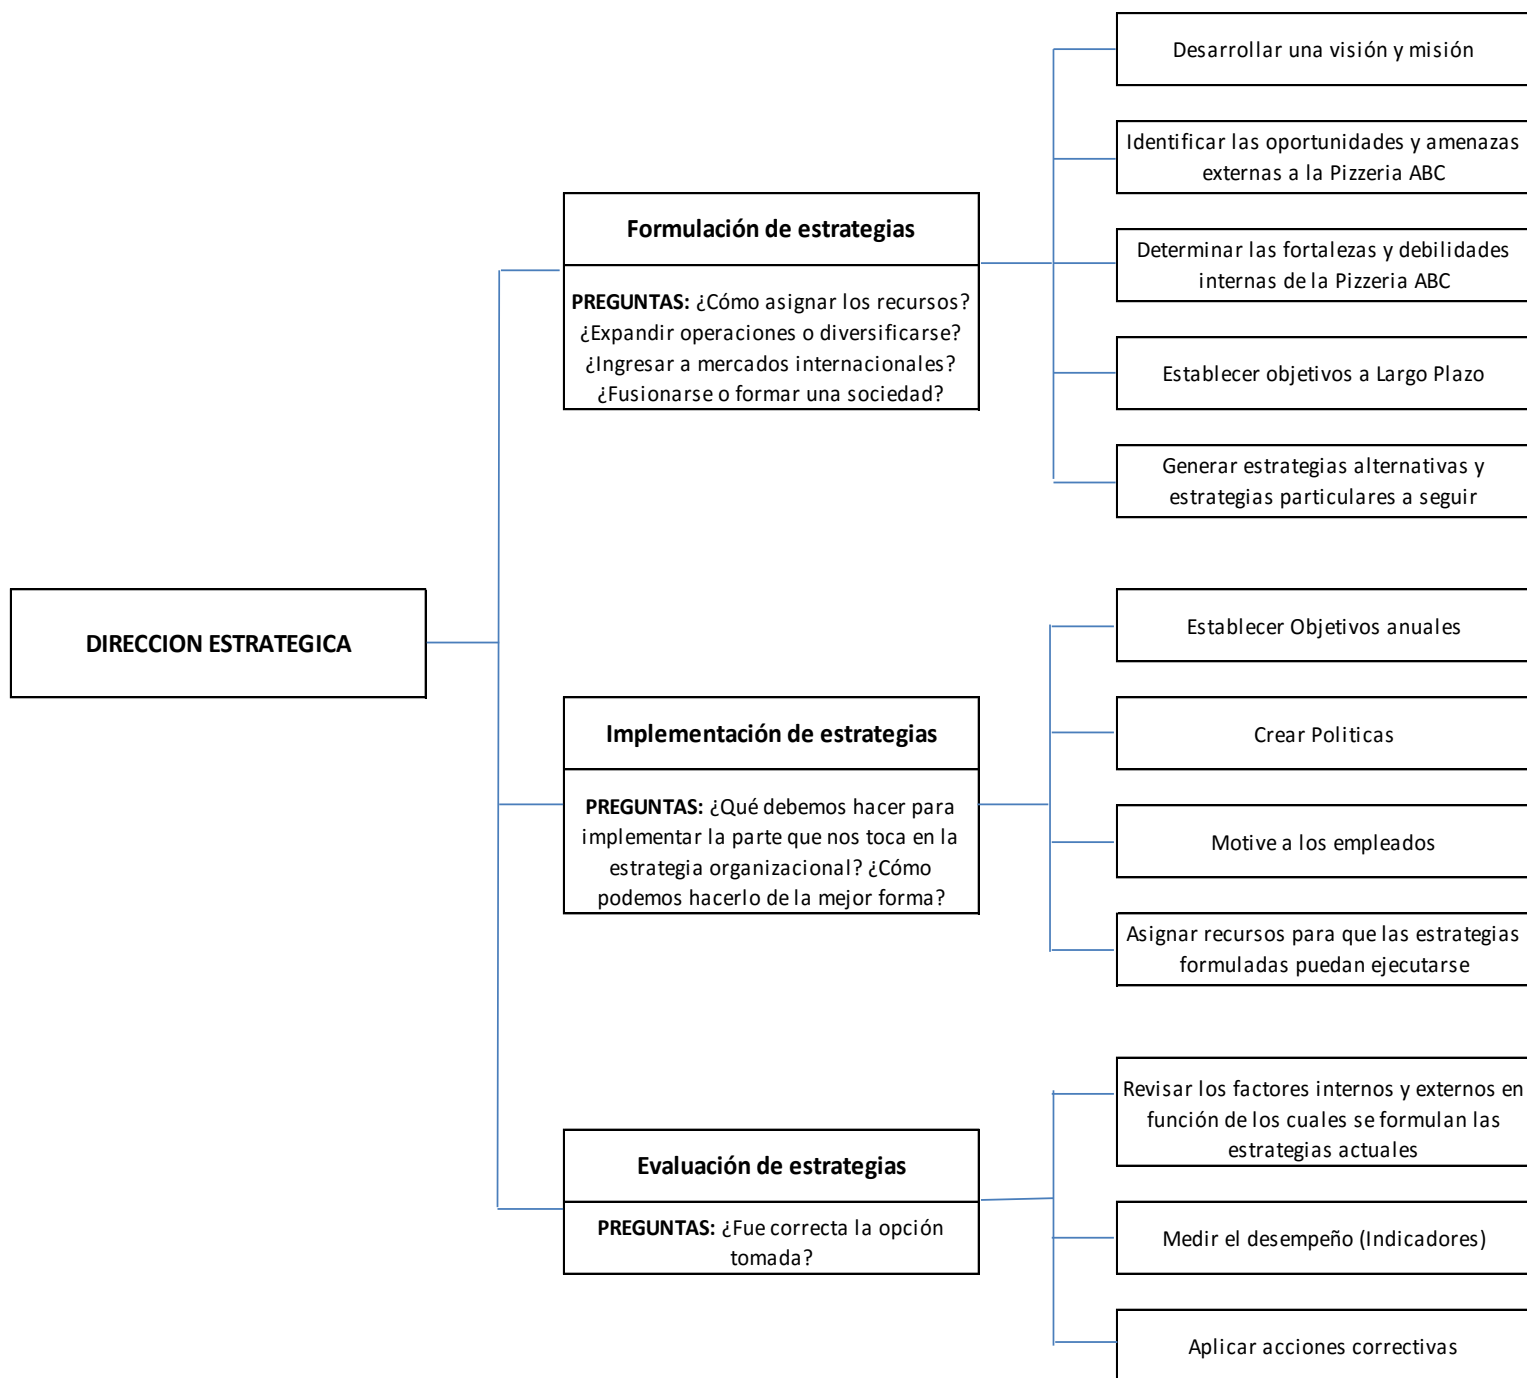 DIRECCION ESTRATEGICA
Formulación de estrategias
PREGUNTAS: ¿Cómo asignar los recursos?
¿Expandir operaciones o diversificarse?
¿Ingresar a mercados internacionales?
¿Fusionarse o formar una sociedad?
Desarrollar una visión y misión
Identificar las oportunidades y amenazas
externas a la Pizzeria ABC
Determinar las fortalezas y debilidades
internas de la Pizzeria ABC
Establecer objetivos a Largo Plazo
Generar estrategias alternativas y
estrategias particulares a seguir
Implementación de estrategias
PREGUNTAS: ¿Qué debemos hacer para
implementar la parte que nos toca en la
estrategia organizacional? ¿Cómo
podemos hacerlo de la mejor forma?
Establecer Objetivos anuales
Crear Politicas
Motive a los empleados
Asignar recursos para que las estrategias
formuladas puedan ejecutarse
Evaluación de estrategias
PREGUNTAS: ¿Fue correcta la opción
tomada?
Revisar los factores internos y externos en
función de los cuales se formulan las
estrategias actuales
Medir el desempeño (Indicadores)
Aplicar acciones correctivas